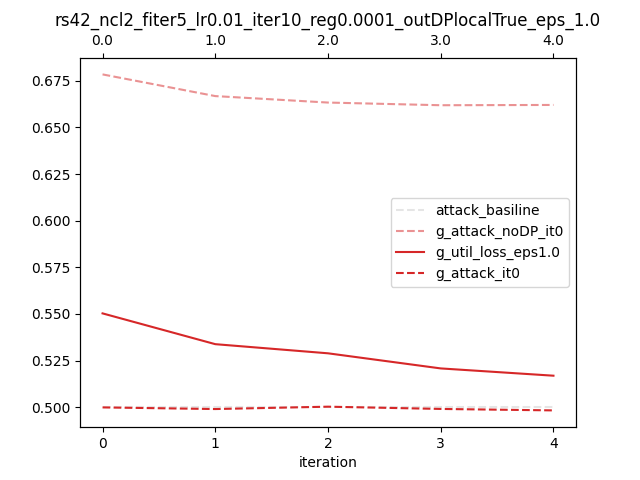 rs42_ncl2_fiter5_lr0.01_iter10_reg0.0001_outDPlocalTrue_eps_1.0
0.0 1.0 2.0 3.0 4.0
0.675
0.650
0.625
0.600
0.575
0.550
0.525
0.500
attack_basiline
g_attack_noDP_it0
g_util_loss_eps1.0
g_attack_it0
0 1 2 3 4
iteration